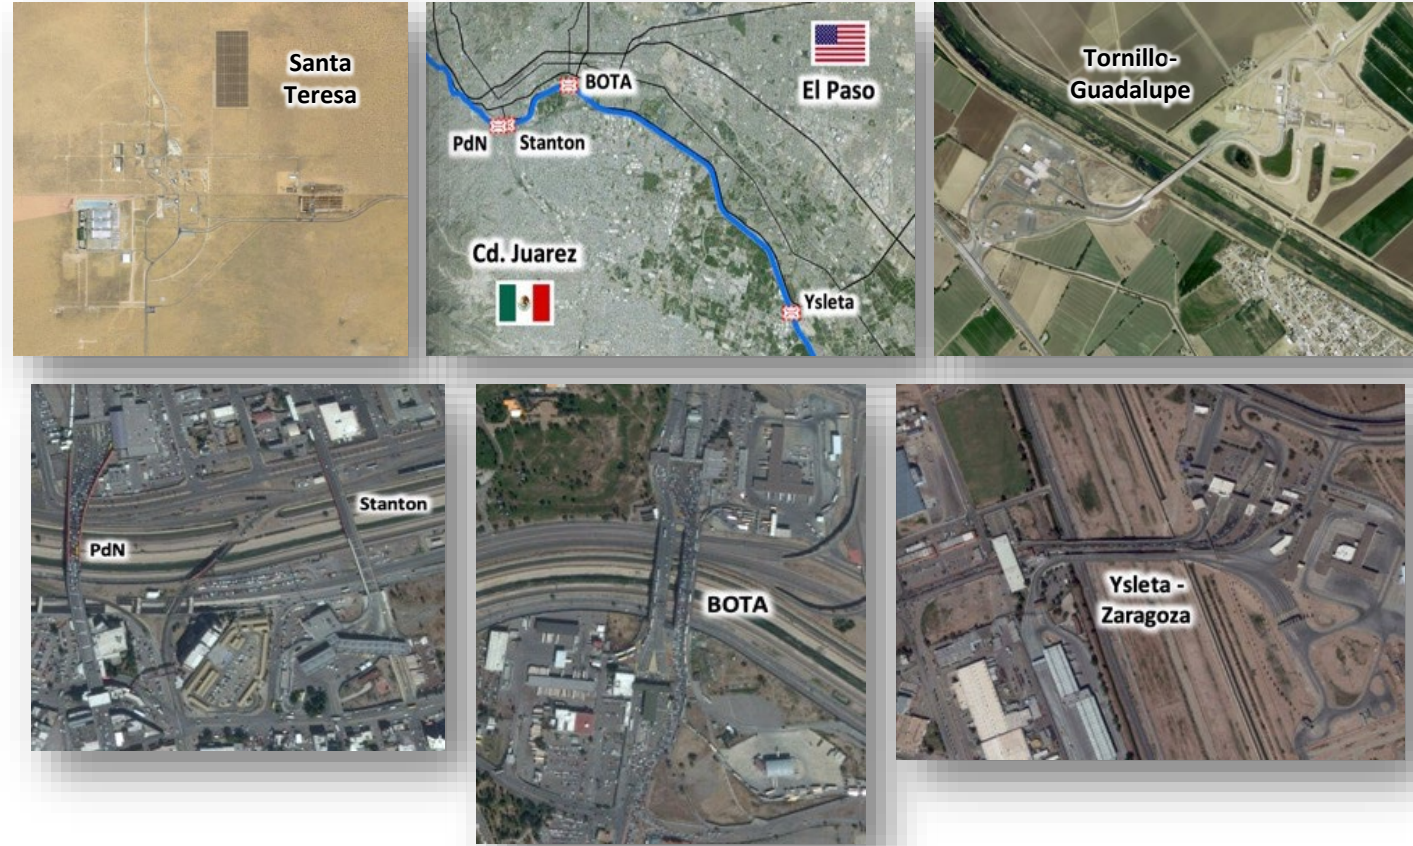 Santa
Teresa
BOTA
El Paso
PdN
Stanton
Cd. Juarez
Ysleta
Tornillo-
Guadalupe
Stanton
PdN
BOTA
Ysleta -
Zaragoza